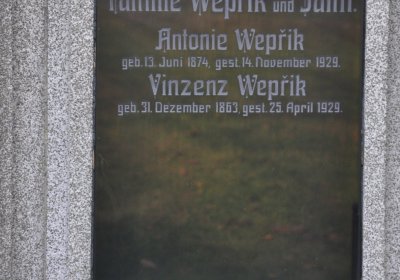 Familie Wepřik und Jahn.
Antonie Wepřik
geb. 13. Juni 1874, gest. 14. November 1929.
Vinzenz Wepřik
geb. 31. Dezember 1863, gest. 25. April 1929.